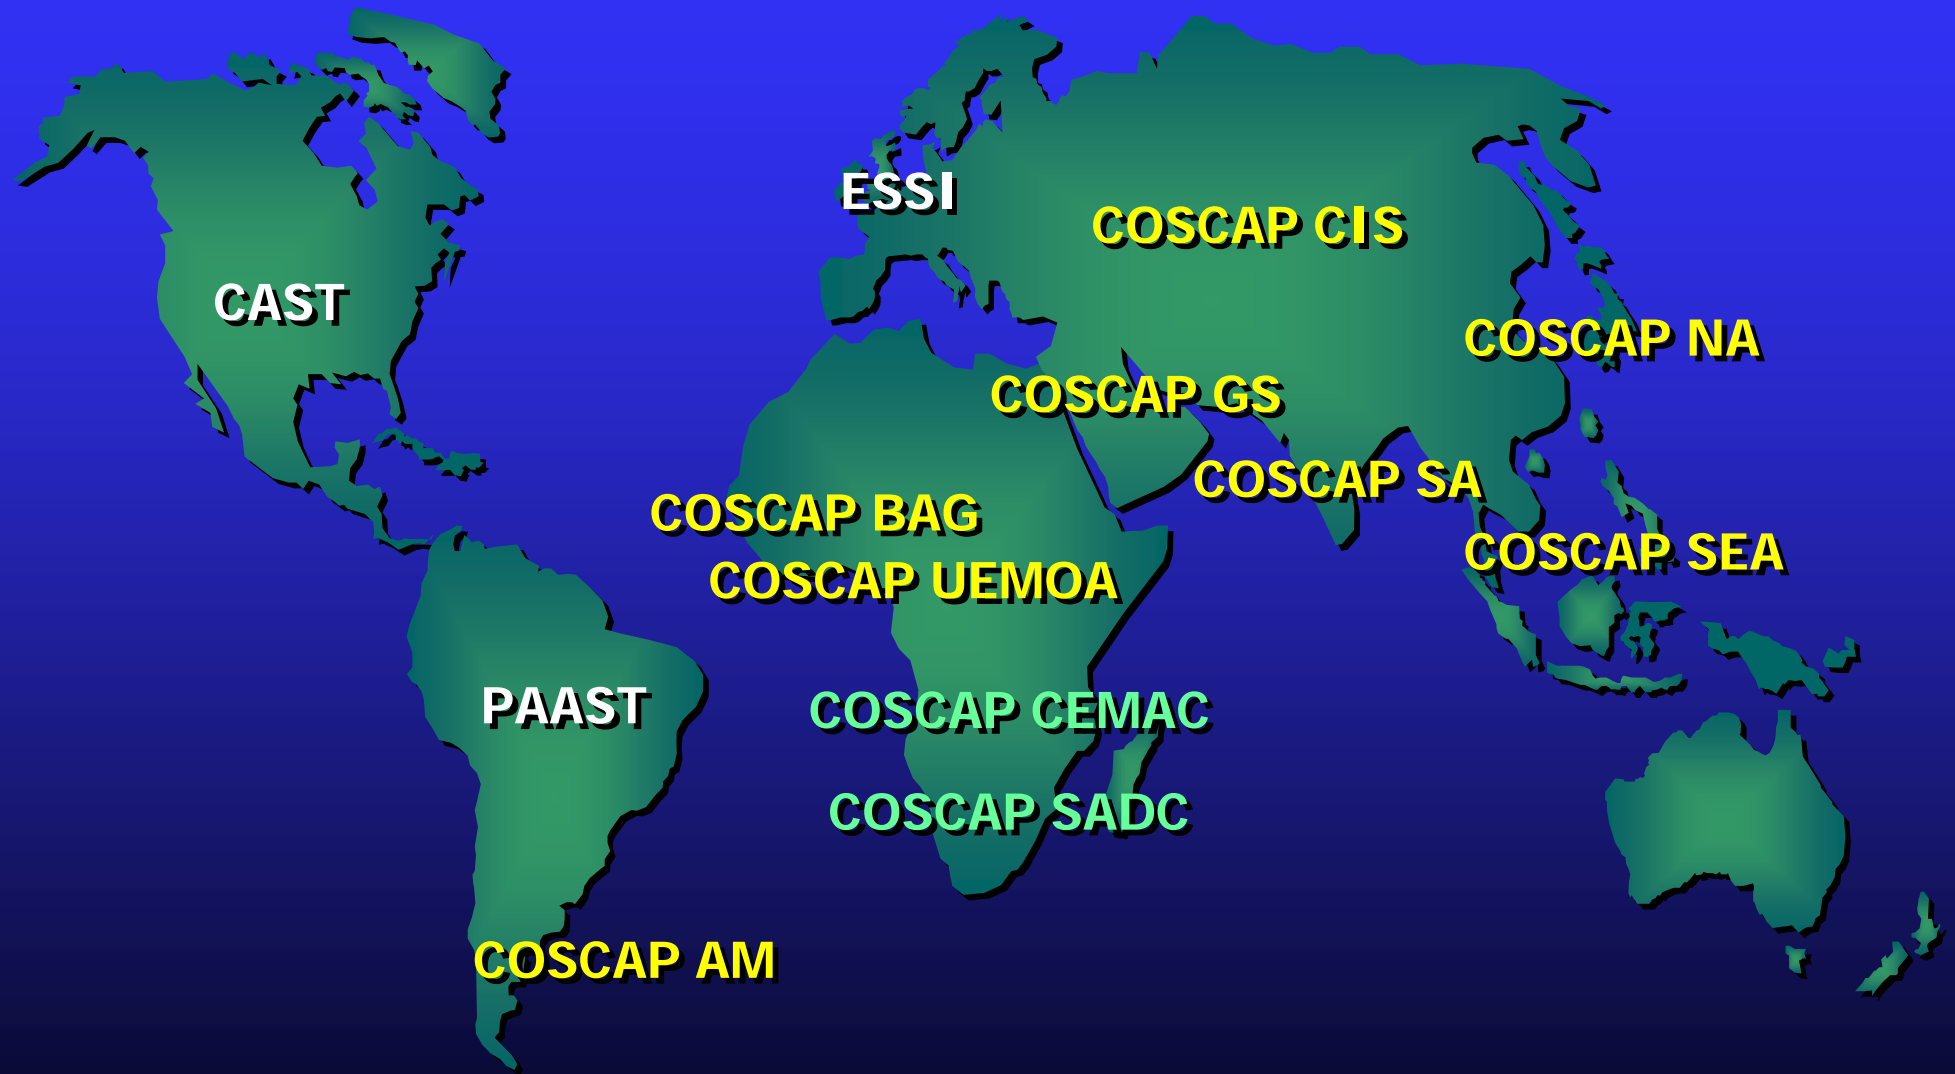 ESSI
COSCAP CIS
CAST
COSCAP NA
COSCAP GS
COSCAP SA
COSCAP BAG
COSCAP SEA
COSCAP UEMOA
PAAST
COSCAP CEMAC
COSCAP SADC
COSCAP AM